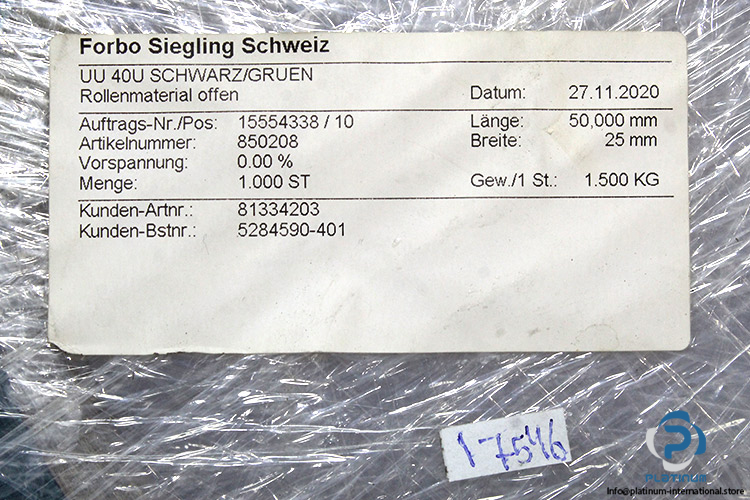 Forbo Siegling Schweiz
UU 40U SCHWARZ/GRUEN
Rollenmaterial offen Datum: 27.11.2020
Auftrags-Nr./Pos: 15554338 / 10 Länge: 50,000 mm
Artikelnummer: 850208 Breite: 25 mm
Vorspannung: 0.00 %
Menge: 1.000 ST Gew./1 St.: 1.500 KG
Kunden-Artnr.: 81334203
Kunden-Bstnr.: 5284590-401
17546
PLATINUM
Info@platinum-international.store